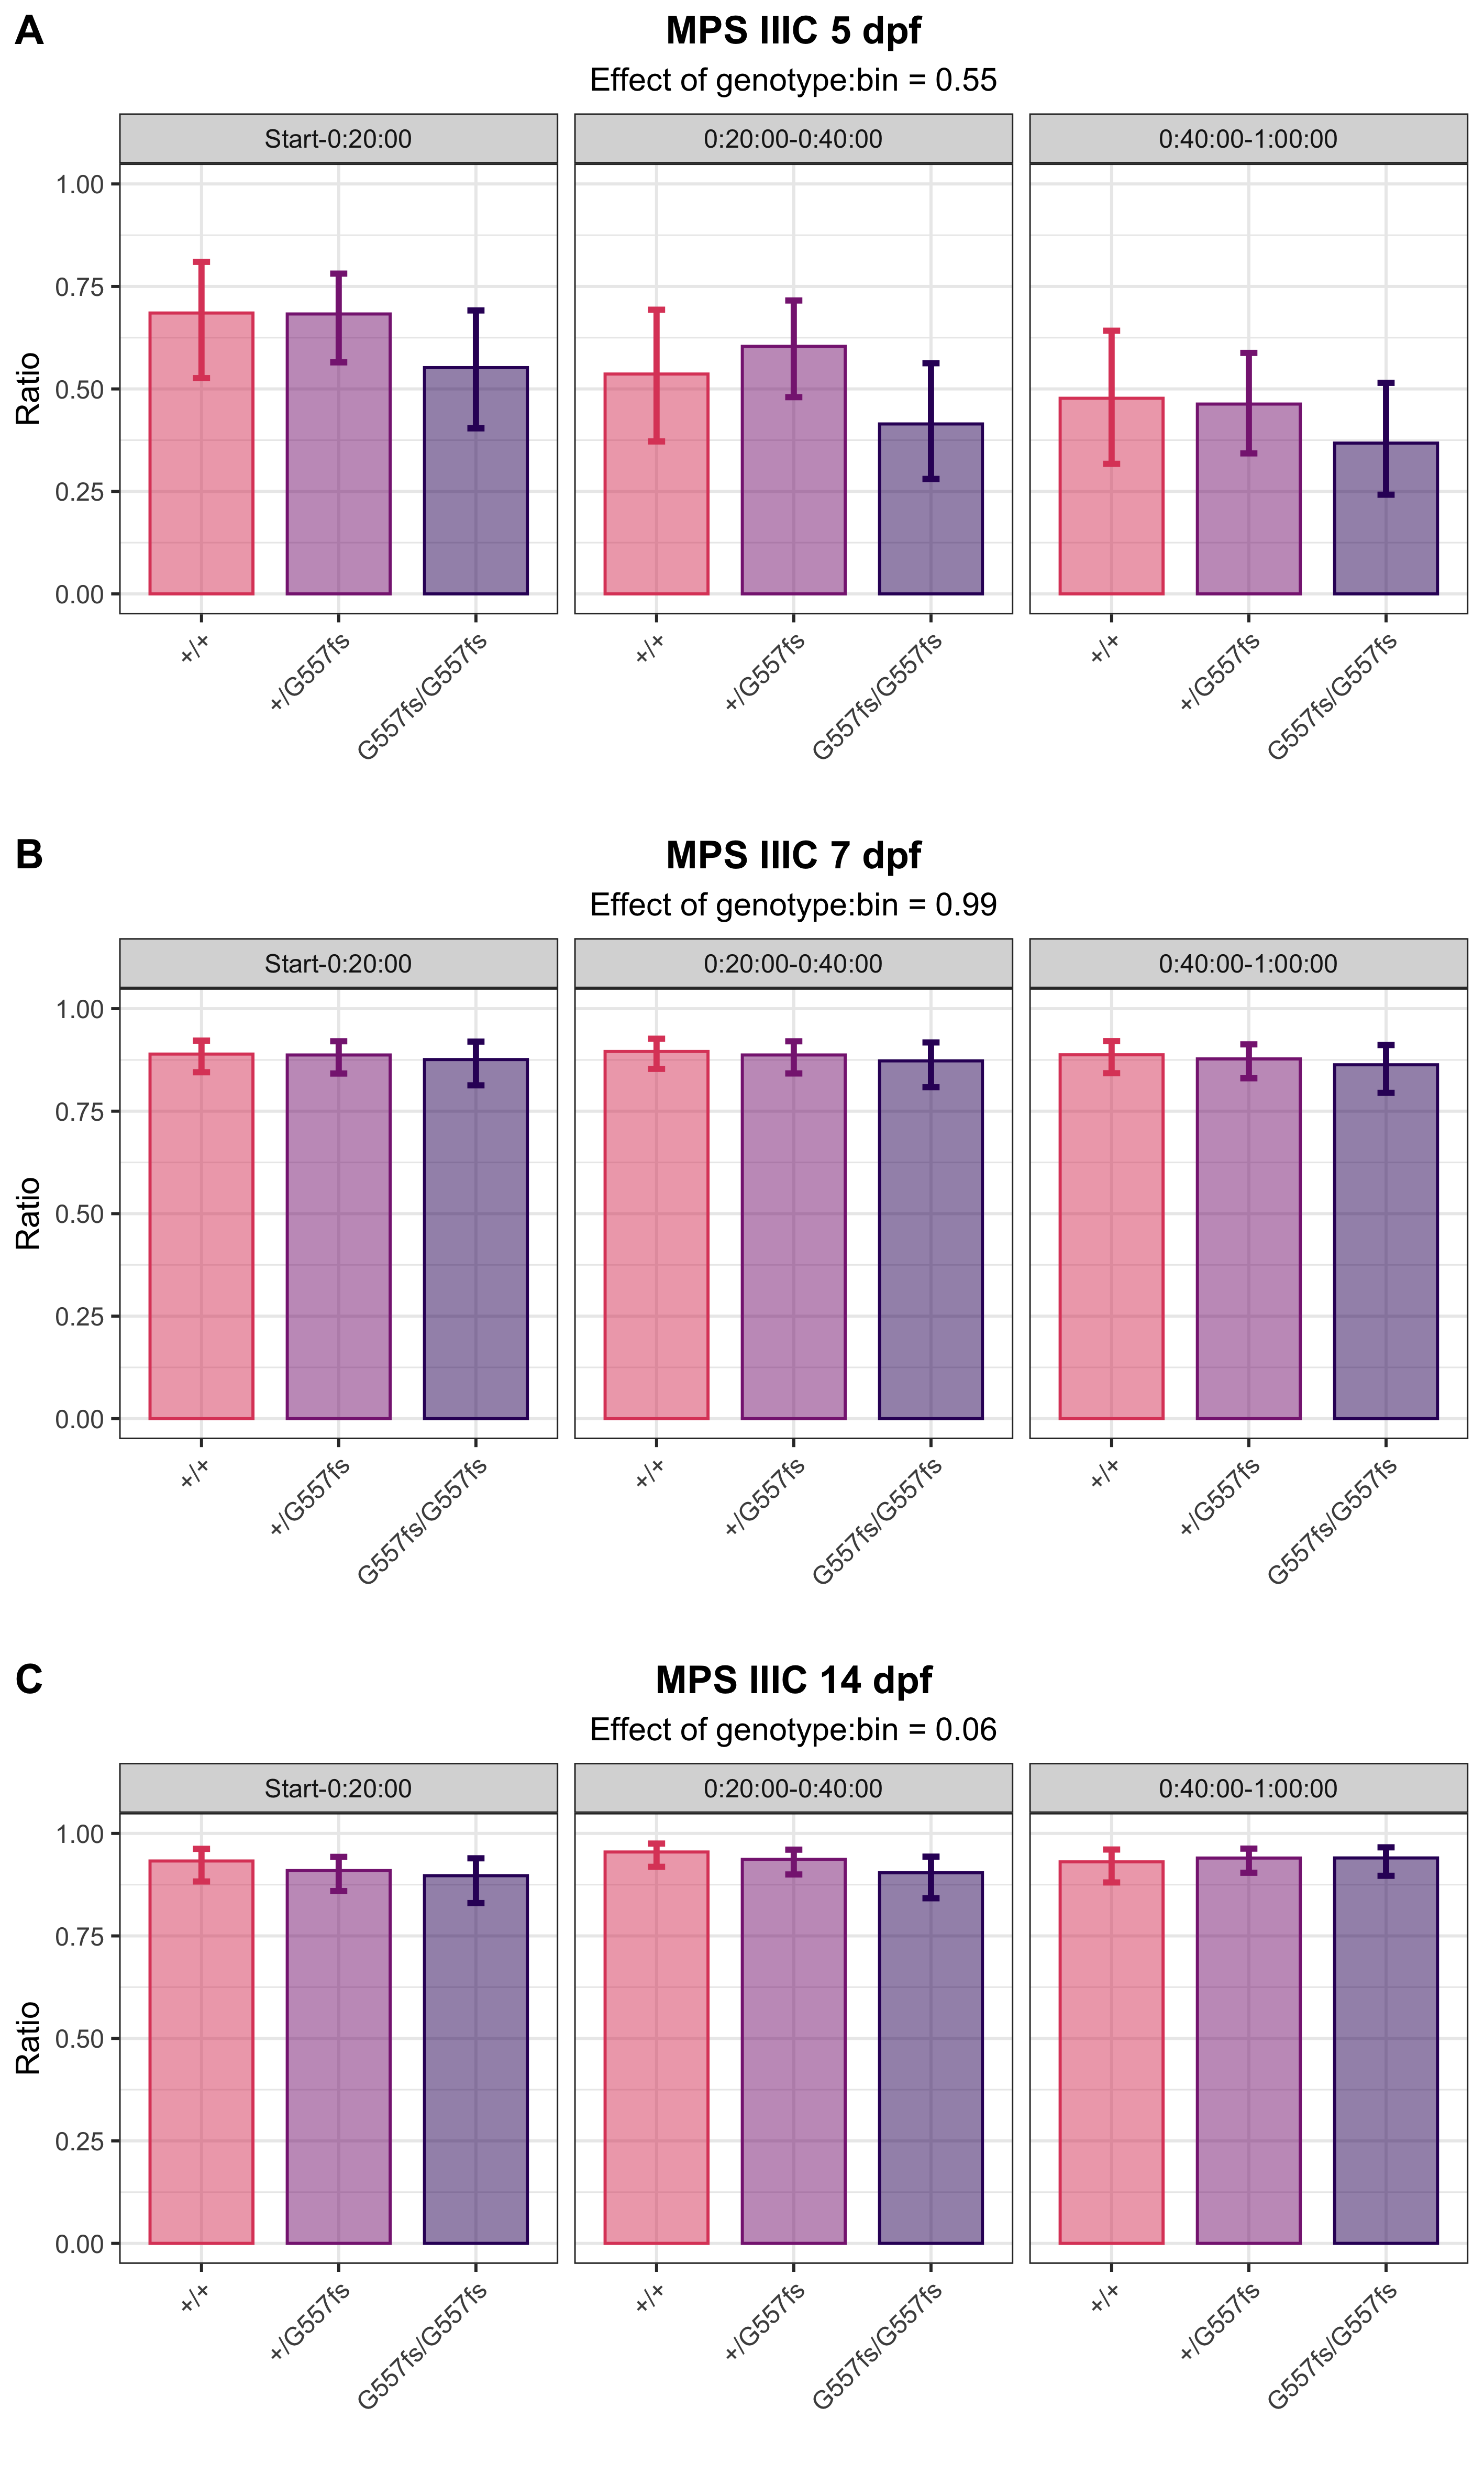 A
MPS IIIC 5 dpf
Effect of genotype:bin = 0.55
Start-0:20:00 0:20:00-0:40:00 0:40:00-1:00:00
Ratio
1.00
0.75
0.50
0.25
0.00
+/+ +/G557fs G557fs/G557fs +/+ +/G557fs G557fs/G557fs +/+ +/G557fs G557fs/G557fs
B
MPS IIIC 7 dpf
Effect of genotype:bin = 0.99
Start-0:20:00 0:20:00-0:40:00 0:40:00-1:00:00
Ratio
1.00
0.75
0.50
0.25
0.00
+/+ +/G557fs G557fs/G557fs +/+ +/G557fs G557fs/G557fs +/+ +/G557fs G557fs/G557fs
C
MPS IIIC 14 dpf
Effect of genotype:bin = 0.06
Start-0:20:00 0:20:00-0:40:00 0:40:00-1:00:00
Ratio
1.00
0.75
0.50
0.25
0.00
+/+ +/G557fs G557fs/G557fs +/+ +/G557fs G557fs/G557fs +/+ +/G557fs G557fs/G557fs